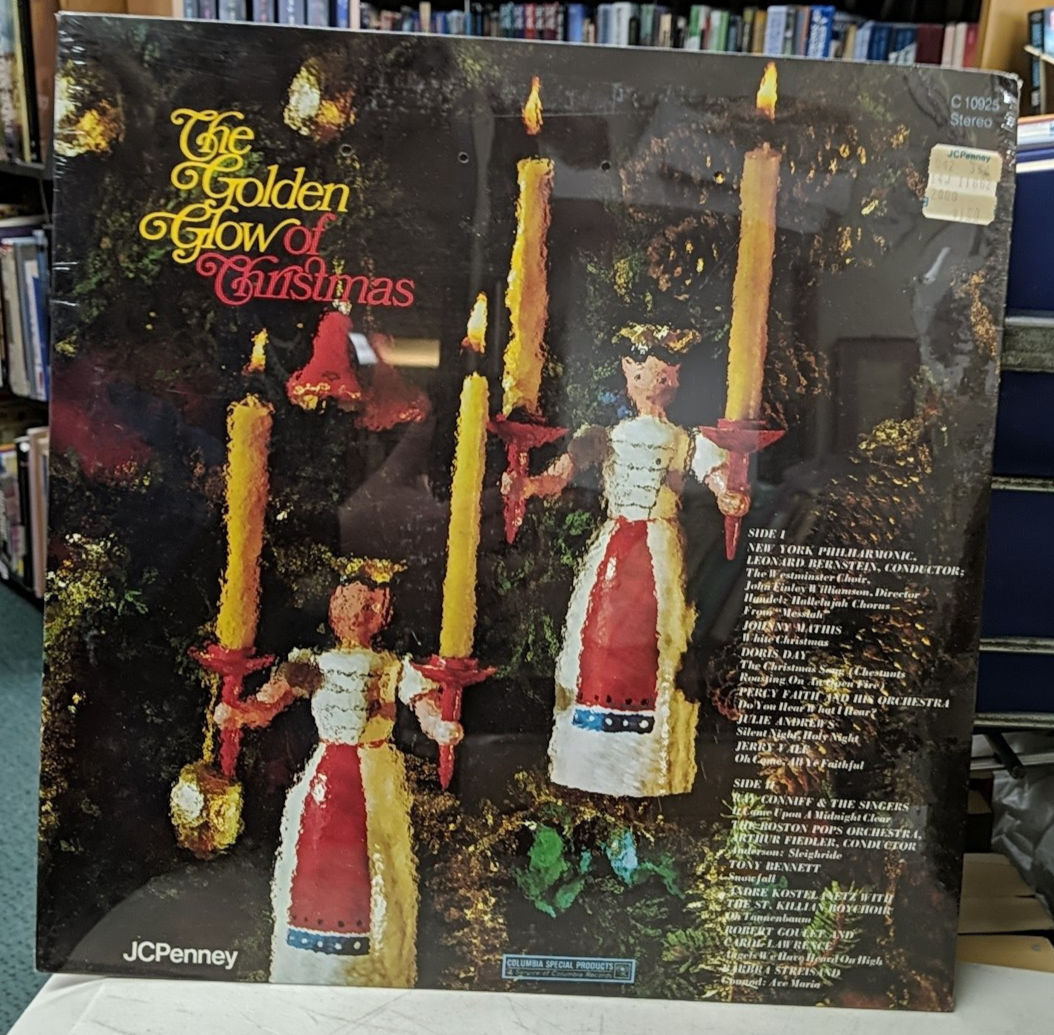 The
Golden
Glow of
Christmas
C 10925
Stereo
JCPenney
SIDE I
NEW YORK PHILHARMONIC,
LEONARD BERNSTEIN, CONDUCTOR;
The Westminster Choir,
John Finley Williamson, Director
Handel: Hallelujah Chorus
From "Messiah"
JOHNNY MATHIS
White Christmas
DORIS DAY
The Christmas Song (Chestnuts
Roasting On An Open Fire)
PERCY FAITH AND HIS ORCHESTRA
Do You Hear What I Hear?
JULIE ANDREWS
Silent Night, Holy Night
JERRY VALE
Oh Come, All Ye Faithful
SIDE II
RAY CONNIFF & THE SINGERS
It Came Upon A Midnight Clear
THE BOSTON POPS ORCHESTRA,
ARTHUR FIEDLER, CONDUCTOR
Anderson: Sleighride
TONY BENNETT
Snowfall
ANDRE KOSTELANETZ WITH
THE ST. KILLIAN BOYCHOIR
Oh Tannenbaum
ROBERT GOULET AND
CAROL LAWRENCE
Angels We Have Heard On High
BARBRA STREISAND
Gounod: Ave Maria
JCPenney
COLUMBIA SPECIAL PRODUCTS
A Service of Columbia Records